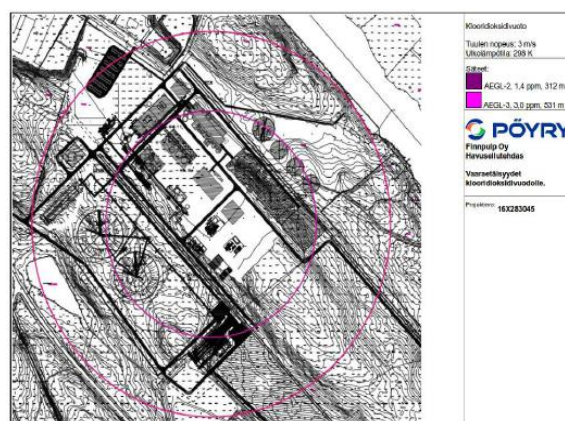 Klooridioksidivuoto
Tuulen nopeus: 3 m/s
Ulkolämpötila: 298 K
Säteet:
AEGL-2, 1,4 ppm, 312 m
AEGL-3, 3,0 ppm, 531 m
PÖYRY
Finnpulp Oy
Havusellutehdas
Vaaraetäisyydet
klooridioksidivuodolle.
Projektinro: 16X283045